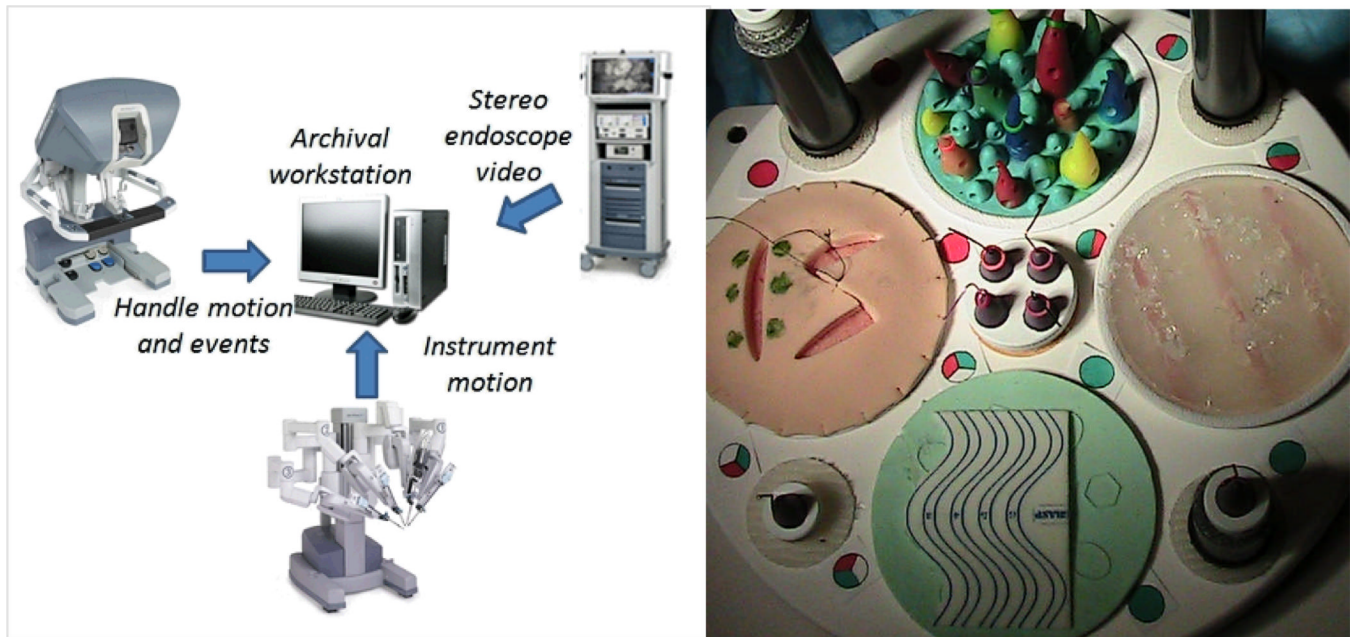 Stereo
endoscope
video
Archival
workstation
Handle motion
and events
Instrument
motion